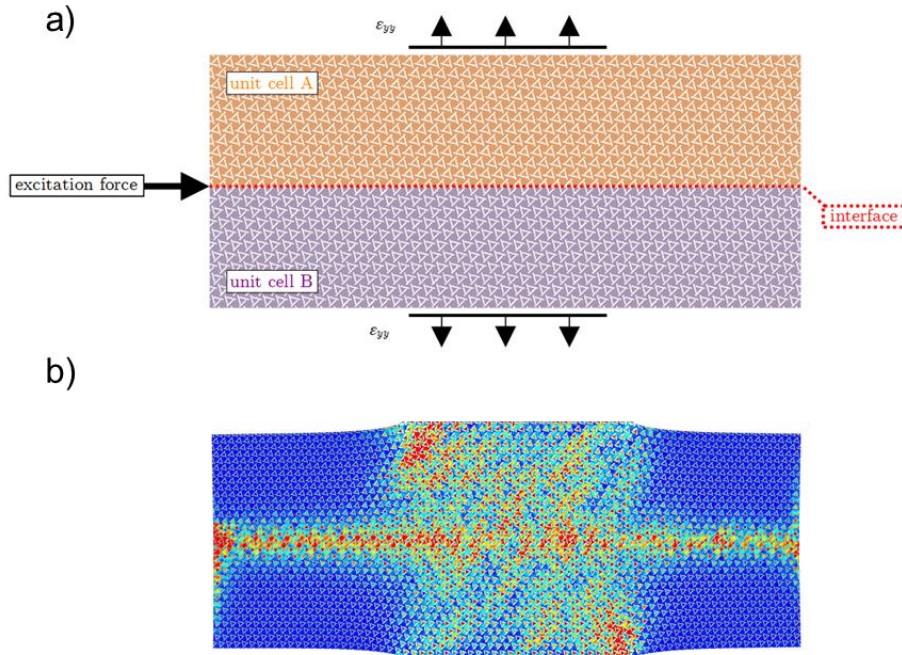 a)
ε_yy
unit cell A
excitation force
interface
unit cell B
ε_yy
b)